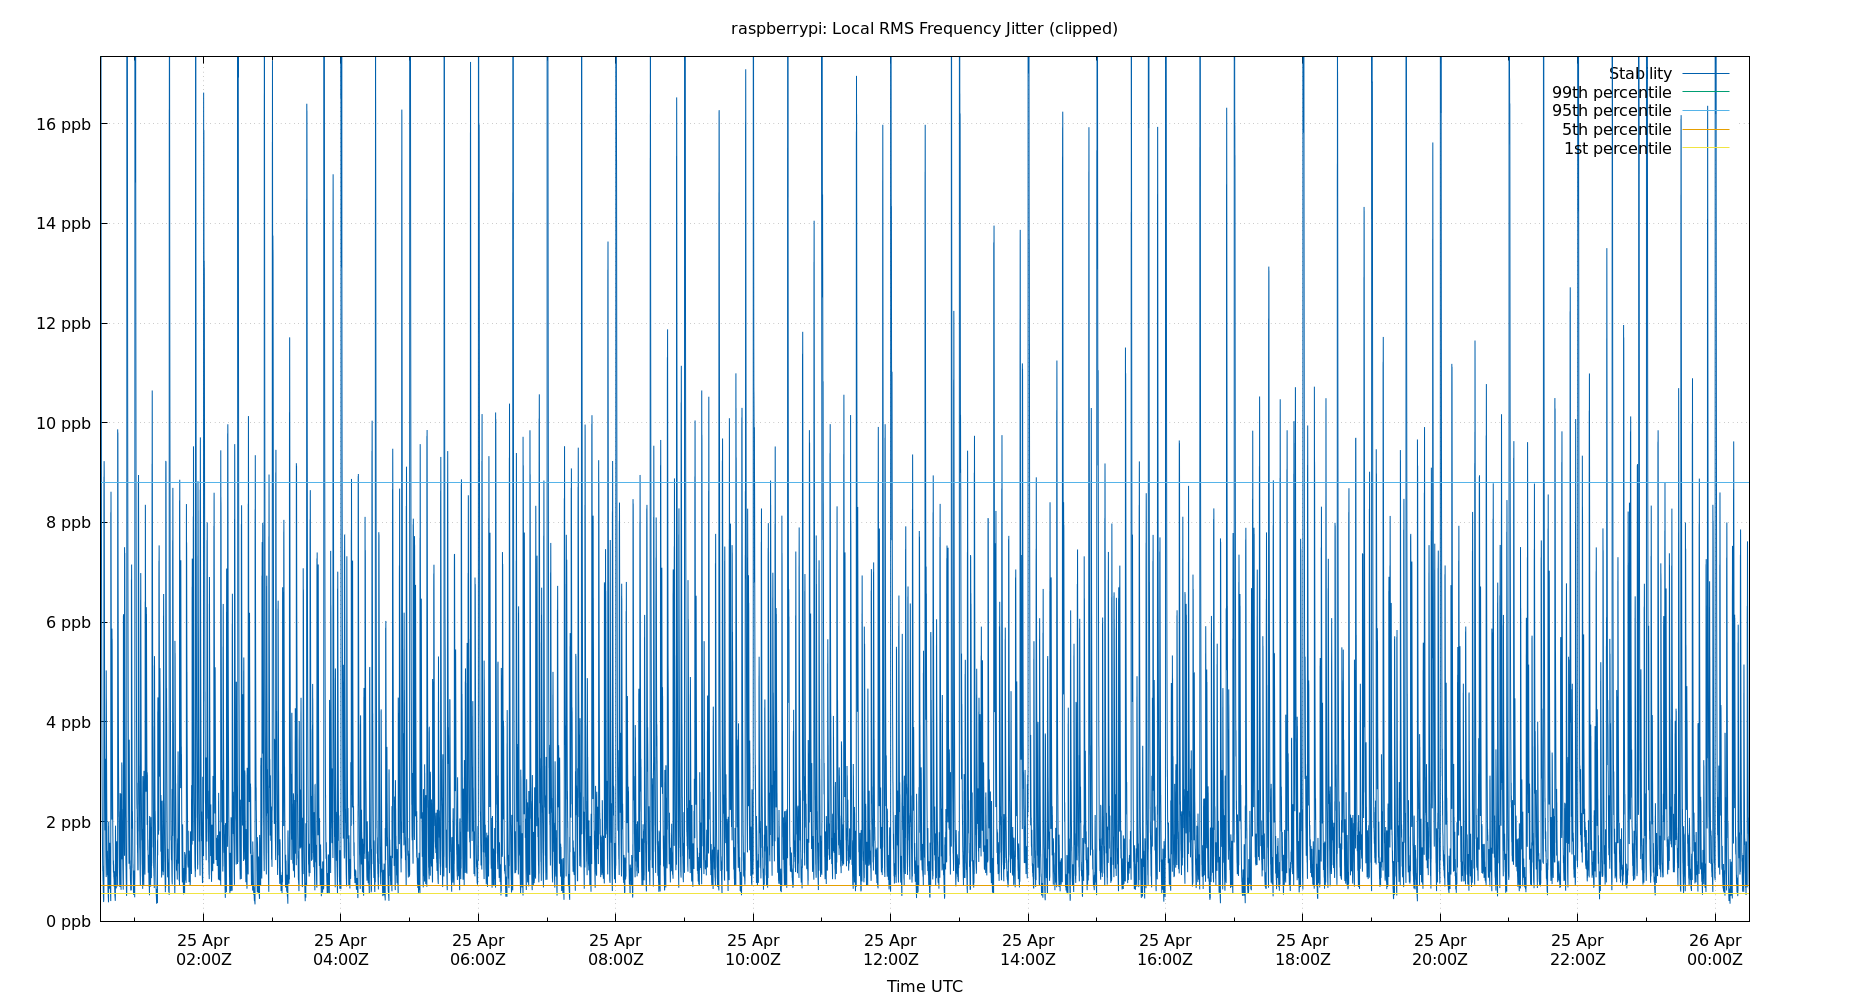 raspberrypi: Local RMS Frequency Jitter (clipped)
Stability
99th percentile
95th percentile
5th percentile
1st percentile
16 ppb
14 ppb
12 ppb
10 ppb
8 ppb
6 ppb
4 ppb
2 ppb
0 ppb
25 Apr 25 Apr 25 Apr 25 Apr 25 Apr 25 Apr 25 Apr 25 Apr 25 Apr 25 Apr 25 Apr 26 Apr
02:00Z 04:00Z 06:00Z 08:00Z 10:00Z 12:00Z 14:00Z 16:00Z 18:00Z 20:00Z 22:00Z 00:00Z
Time UTC